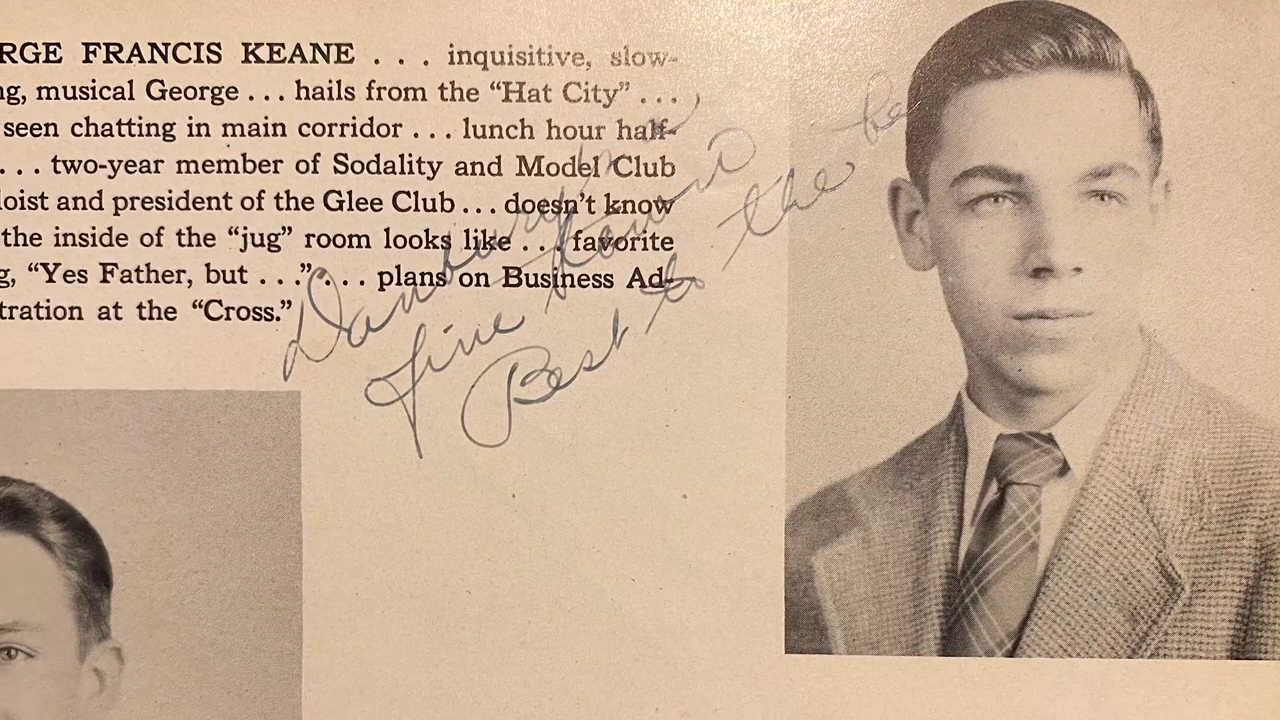 RGE FRANCIS KEANE . . . inquisitive, slow-
ng, musical George . . . hails from the “Hat City” . . .
seen chatting in main corridor . . . lunch hour half-
. . . two-year member of Sodality and Model Club
loist and president of the Glee Club . . . doesn’t know
the inside of the “jug” room looks like . . . favorite
g, “Yes Father, but . . .” . . . plans on Business Ad-
tration at the “Cross.”
Danbury
fine town
Best to the